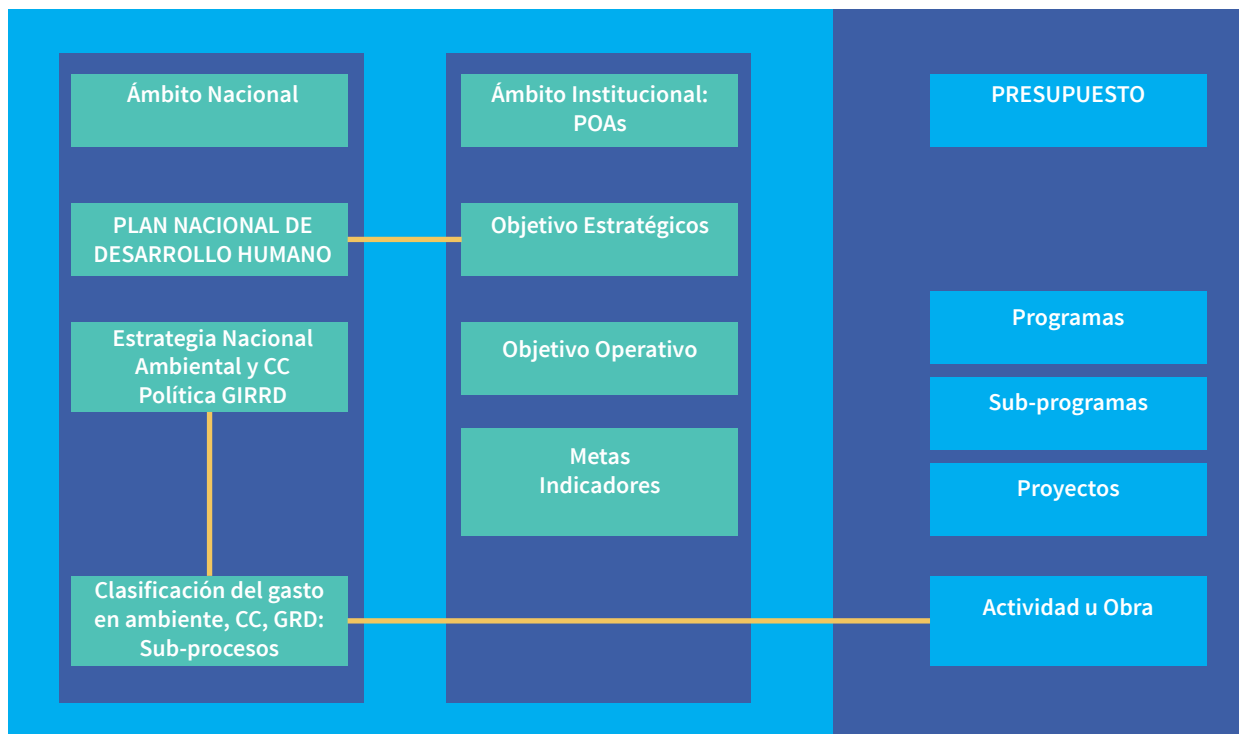 Ámbito Nacional
PLAN NACIONAL DE
DESARROLLO HUMANO
Estrategia Nacional
Ambiental y CC
Política GIRRD
Clasificación del gasto
en ambiente, CC, GRD:
Sub-procesos
Ámbito Institucional:
POAs
Objetivo Estratégicos
Objetivo Operativo
Metas
Indicadores
PRESUPUESTO
Programas
Sub-programas
Proyectos
Actividad u Obra